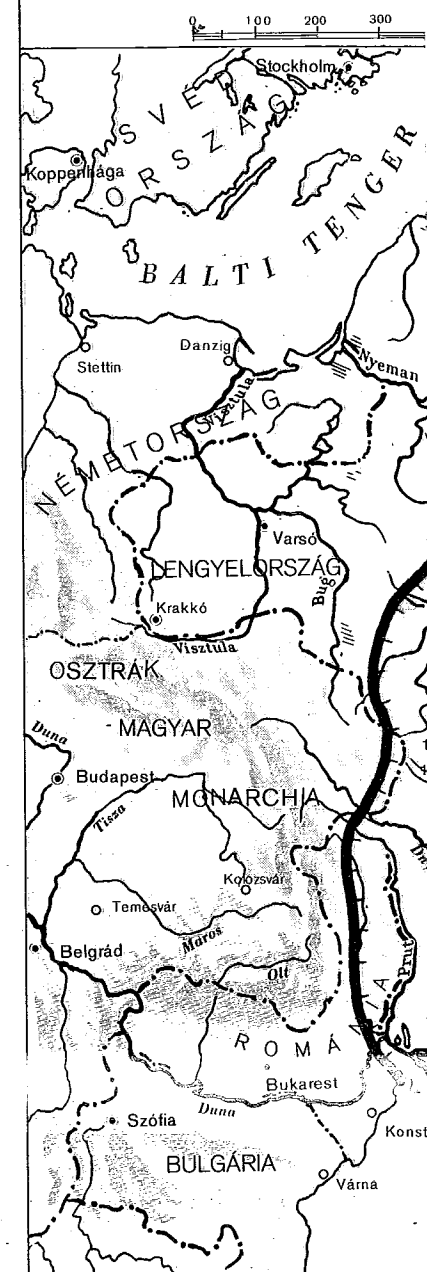 0 100 200 300
Stockholm
SVÉD
ORSZÁG
Koppenhága
BALTI TENGER
Danzig
Stettin
Nyeman
Visztula
NÉMETORSZÁG
Varsó
LENGYELORSZÁG
Bug
Krakkó
Visztula
OSZTRÁK
MAGYAR
Duna
Budapest
MONARCHIA
Tisza
Kolozsvár
Temesvár
Maros
Belgrád
Prut
Olt
ROMÁNIA
Bukarest
Duna
Szófia
Konst
BULGÁRIA
Várna